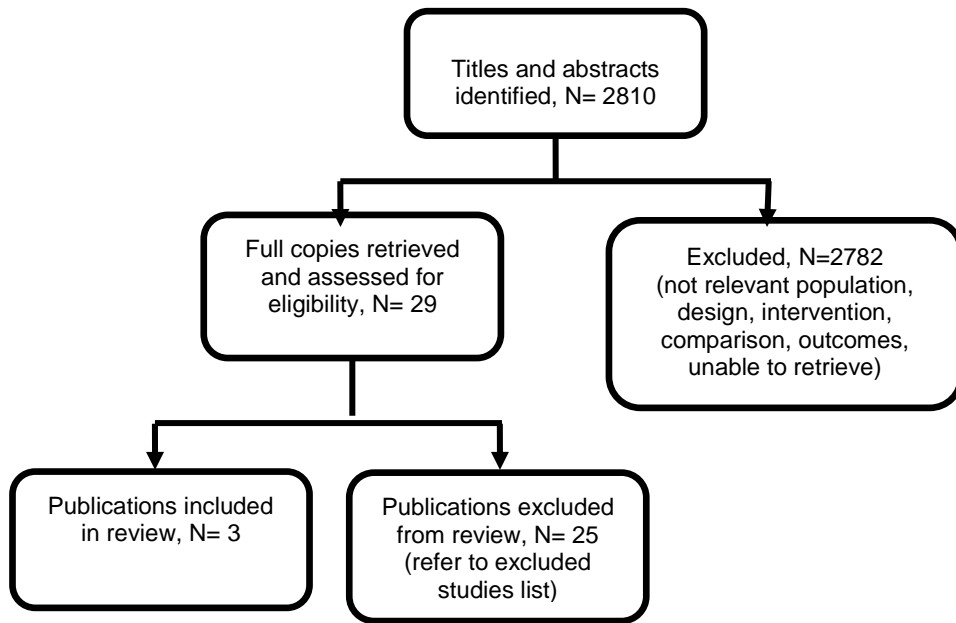 Titles and abstracts
identified, N= 2810
Full copies retrieved
and assessed for
eligibility, N= 29
Excluded, N=2782
(not relevant population,
design, intervention,
comparison, outcomes,
unable to retrieve)
Publications included
in review, N= 3
Publications excluded
from review, N= 25
(refer to excluded
studies list)